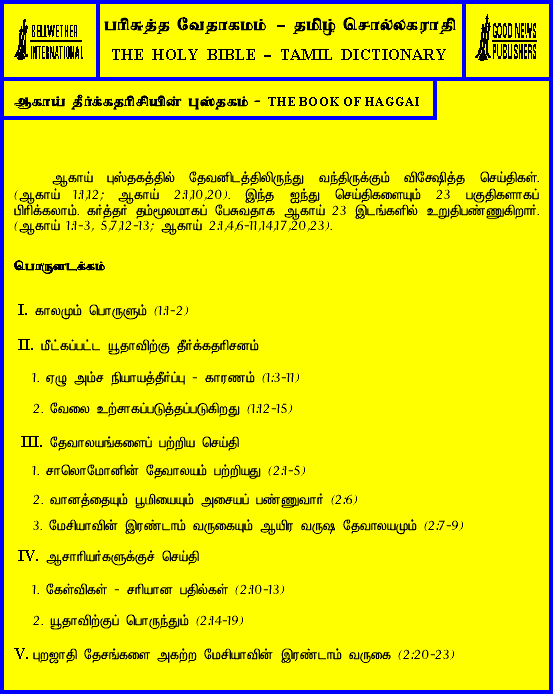 BELLWETHER
INTERNATIONAL
பரிசுத்த வேதாகமம் – தமிழ் சொல்லகராதி
THE HOLY BIBLE – TAMIL DICTIONARY
GOOD NEWS
PUBLISHERS
ஆகாய் தீர்க்கதரிசியின் புஸ்தகம் – THE BOOK OF HAGGAI
ஆகாய் புஸ்தகத்தில் தேவனிடத்திலிருந்து வந்திருக்கும் விசேஷித்த செய்திகள்.
(ஆகாய் 1:1,12; ஆகாய் 2:1,10,20). இந்த ஐந்து செய்திகளையும் 23 பகுதிகளாகப்
பிரிக்கலாம். கர்த்தர் தம்மூலமாகப் பேசுவதாக ஆகாய் 23 இடங்களில் உறுதிபண்ணுகிறார்.
(ஆகாய் 1:1-3, 5,7,12-13; ஆகாய் 2:1,4,6-11,14,17,20,23).
பொருளடக்கம்
I. காலமும் பொருளும் (1:1-2)
II. மீட்கப்பட்ட யூதாவிற்கு தீர்க்கதரிசனம்
1. ஏழு அம்ச நியாயத்தீர்ப்பு - காரணம் (1:3-11)
2. வேலை உற்சாகப்படுத்தப்படுகிறது (1:12-15)
III. தேவாலயங்களைப் பற்றிய செய்தி
1. சாலொமோனின் தேவாலயம் பற்றியது (2:1-5)
2. வானத்தையும் பூமியையும் அசையப் பண்ணுவார் (2:6)
3. மேசியாவின் இரண்டாம் வருகையும் ஆயிர வருஷ தேவாலயமும் (2:7-9)
IV. ஆசாரியர்களுக்குச் செய்தி
1. கேள்விகள் - சரியான பதில்கள் (2:10-13)
2. யூதாவிற்குப் பொருந்தும் (2:14-19)
V. புறஜாதி தேசங்களை அகற்ற மேசியாவின் இரண்டாம் வருகை (2:20-23)